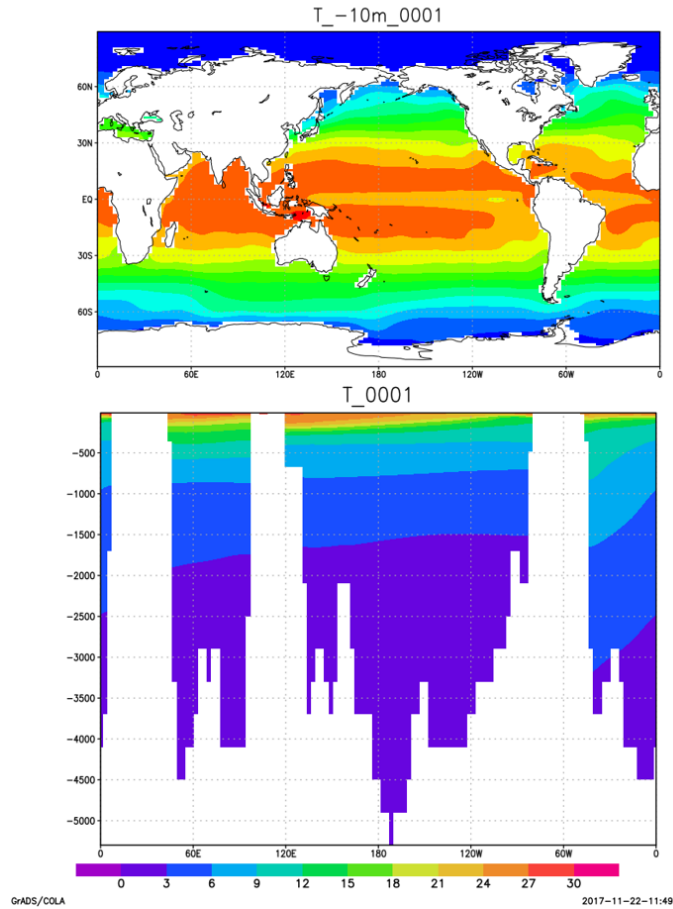 T_-10m_0001
60N
30N
EQ
30S
60S
0 60E 120E 180 120W 60W 0
T_0001
-500
-1000
-1500
-2000
-2500
-3000
-3500
-4000
-4500
-5000
0 60E 120E 180 120W 60W 0
0 3 6 9 12 15 18 21 24 27 30
GrADS/COLA 2017-11-22-11:49